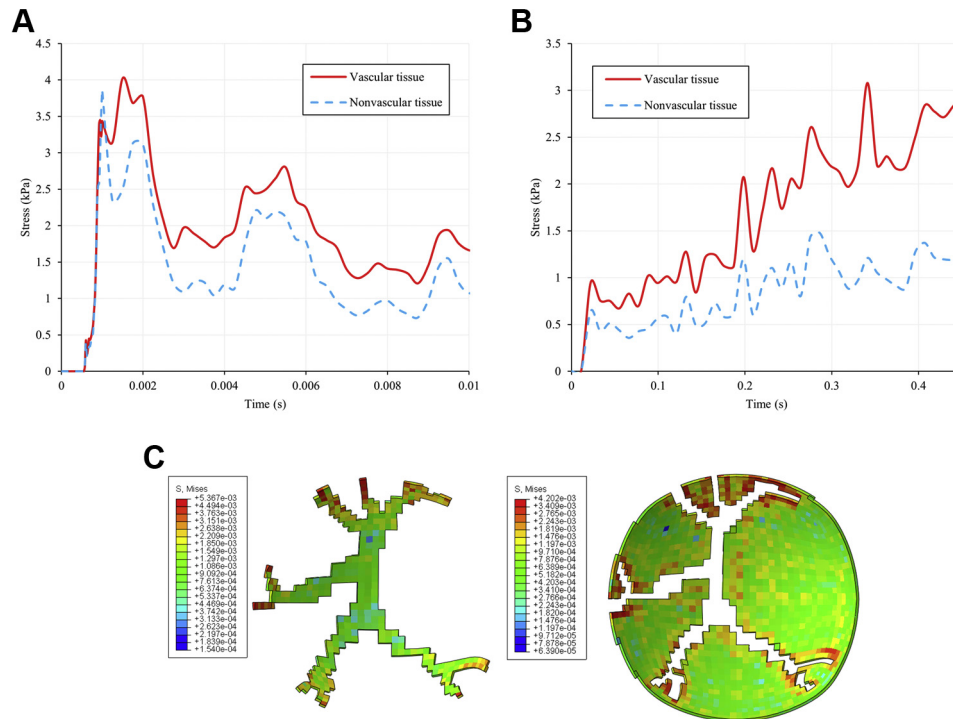 A
4.5
4
3.5
3
2.5
2
1.5
1
0.5
0
Stress (kPa)
Vascular tissue
Nonvascular tissue
0
0.002
0.004
0.006
0.008
0.01
Time (s)
B
3.5
3
2.5
2
1.5
1
0.5
0
Stress (kPa)
Vascular tissue
Nonvascular tissue
0
0.1
0.2
0.3
0.4
Time (s)
C
S, Mises
+5.367e-03
+4.494e-03
+3.763e-03
+3.151e-03
+2.638e-03
+2.209e-03
+1.850e-03
+1.549e-03
+1.297e-03
+1.086e-03
+9.092e-04
+7.613e-04
+6.374e-04
+5.337e-04
+4.469e-04
+3.742e-04
+3.133e-04
+2.623e-04
+2.197e-04
+1.839e-04
+1.540e-04
S, Mises
+4.202e-03
+3.409e-03
+2.765e-03
+2.243e-03
+1.819e-03
+1.476e-03
+1.197e-03
+9.710e-04
+7.876e-04
+6.389e-04
+5.182e-04
+4.203e-04
+3.410e-04
+2.766e-04
+2.243e-04
+1.820e-04
+1.476e-04
+1.197e-04
+9.712e-05
+7.878e-05
+6.390e-05